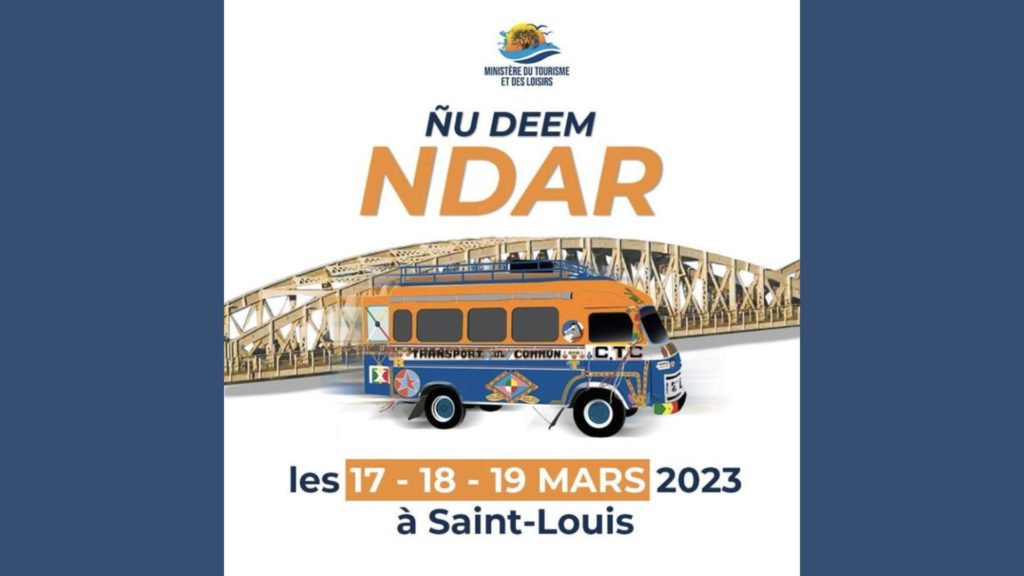 MINISTÈRE DU TOURISME
ET DES LOISIRS
ÑU DEEM
NDAR
TRANSPORT en COMMUN C.T.C
les 17 - 18 - 19 MARS 2023
à Saint-Louis